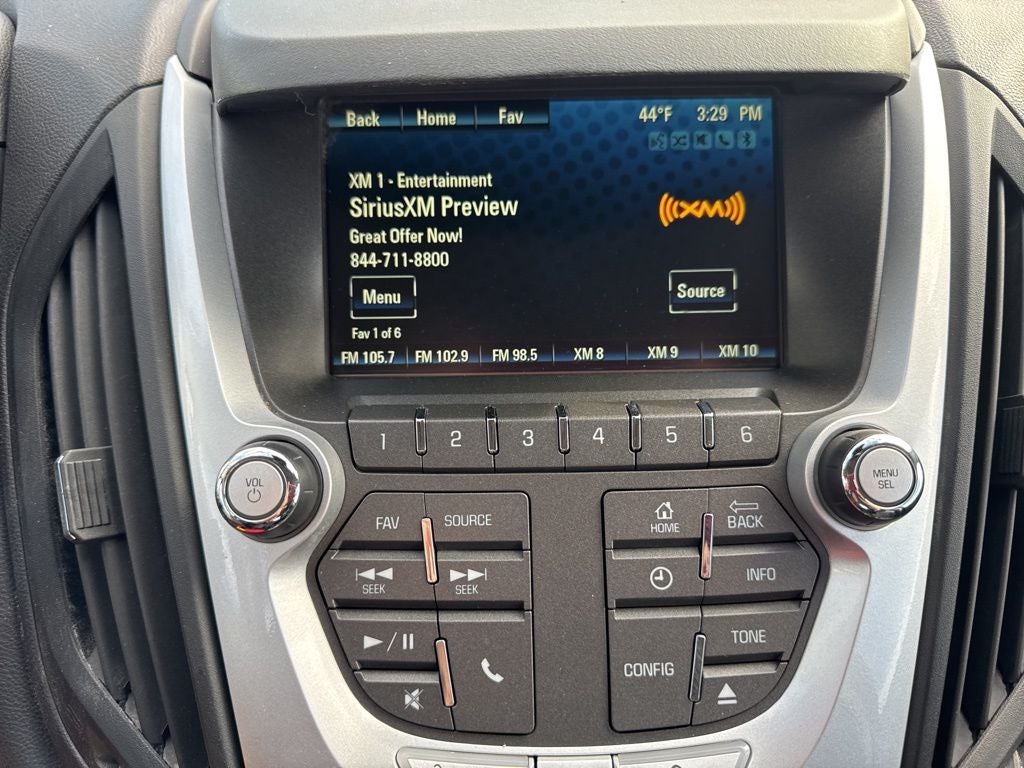 Back Home Fav 44°F 3:29 PM
XM 1 - Entertainment
SiriusXM Preview
((XM))
Great Offer Now!
844-711-8800
Menu
Source
Fav 1 of 6
FM 105.7 FM 102.9 FM 98.5 XM 8 XM 9 XM 10
1 2 3 4 5 6
VOL
MENU
SEL
FAV SOURCE
HOME
BACK
SEEK
SEEK
INFO
TONE
CONFIG